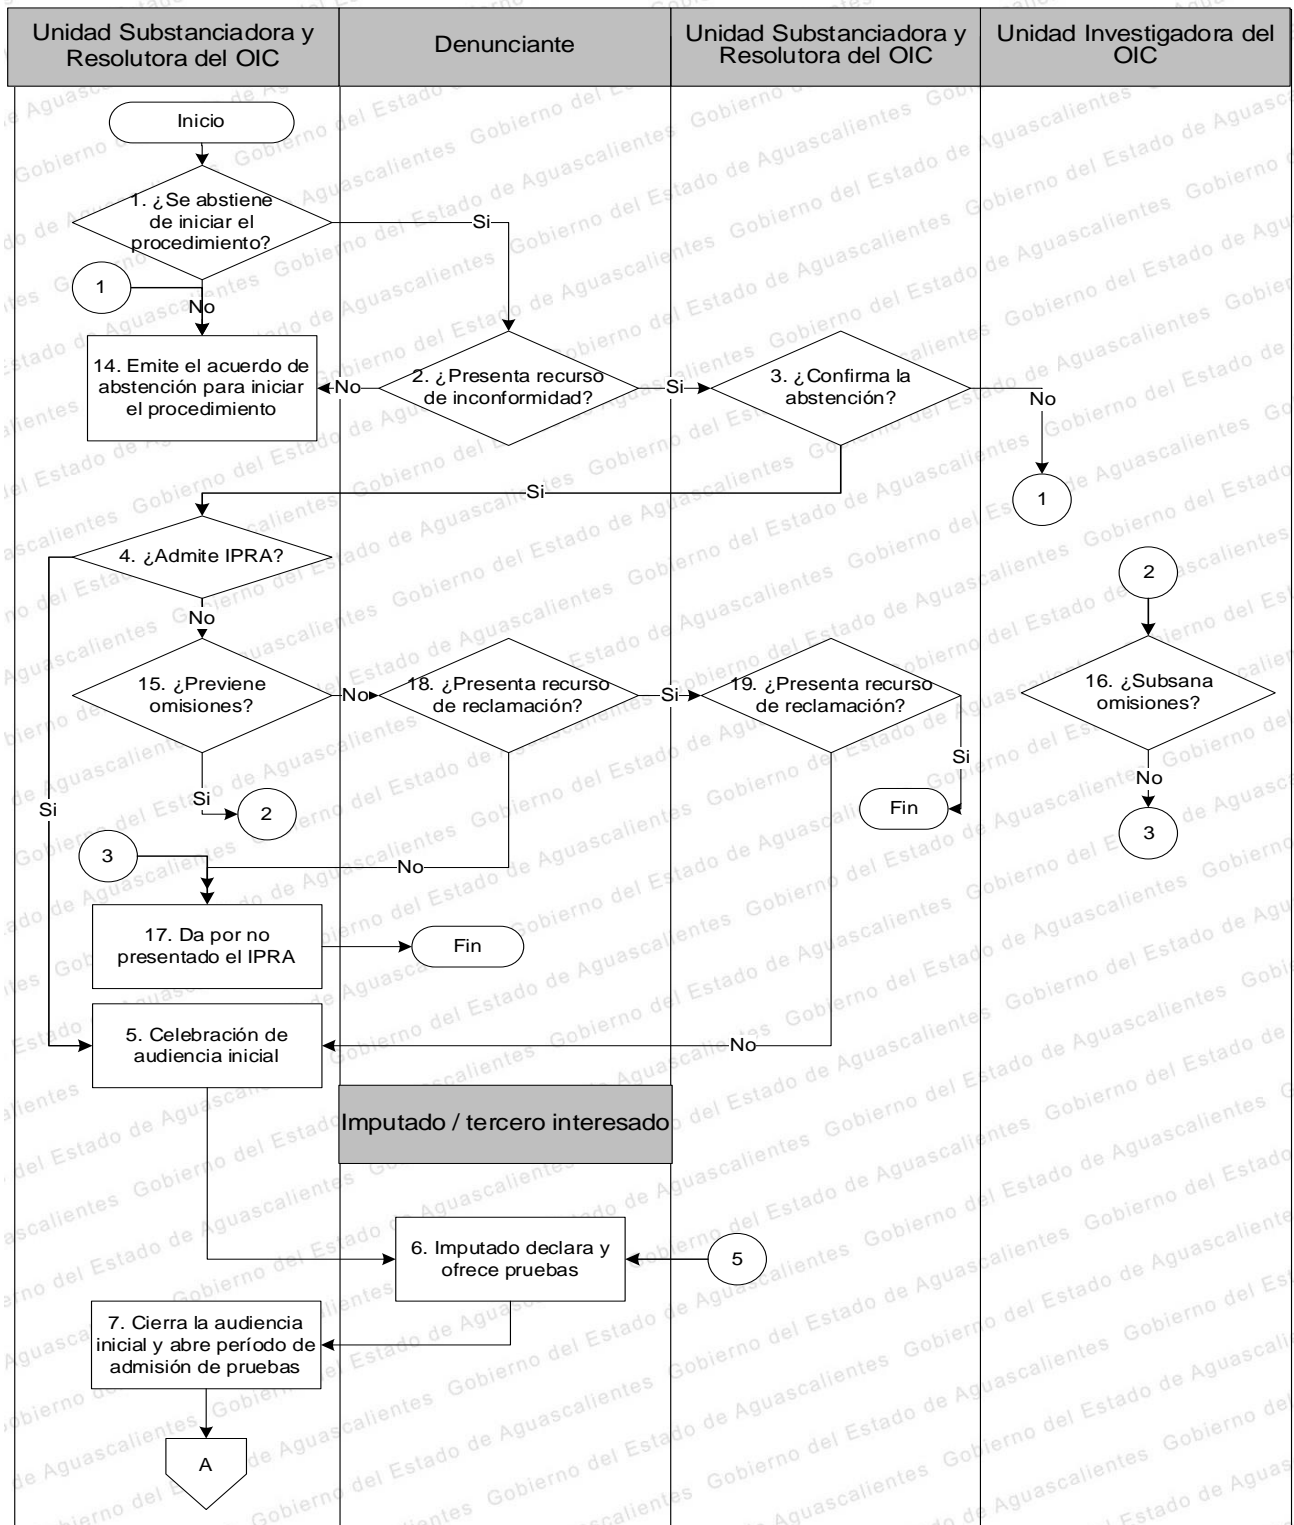 Unidad Substanciadora y
Resolutora del OIC
Denunciante
Unidad Substanciadora y
Resolutora del OIC
Unidad Investigadora del
OIC
Inicio
1. ¿Se abstiene
de iniciar el
procedimiento?
Si
1
No
14. Emite el acuerdo de
abstención para iniciar
el procedimiento
No
2. ¿Presenta recurso
de inconformidad?
Si
3. ¿Confirma la
abstención?
No
1
Si
4. ¿Admite IPRA?
No
2
15. ¿Previene
omisiones?
No
18. ¿Presenta recurso
de reclamación?
Si
19. ¿Presenta recurso
de reclamación?
16. ¿Subsana
omisiones?
Si
Si
Si
2
Fin
No
3
3
No
17. Da por no
presentado el IPRA
Fin
5. Celebración de
audiencia inicial
No
Imputado / tercero interesado
6. Imputado declara y
ofrece pruebas
5
7. Cierra la audiencia
inicial y abre período de
admisión de pruebas
A
Gobierno del Estado de Aguascalientes